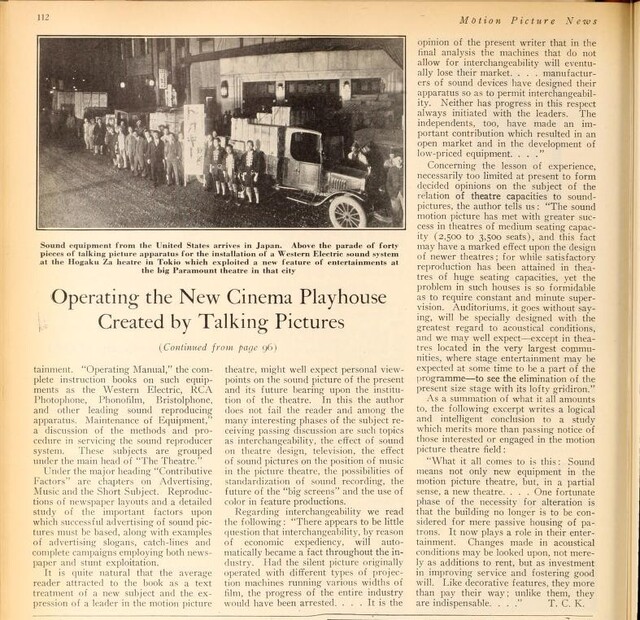 112
Motion Picture News
Sound equipment from the United States arrives in Japan. Above the parade of forty
pieces of talking picture apparatus for the installation of a Western Electric sound system
at the Hogaku Za heatre in Tokio which exploited a new feature of entertainments at
the big Paramount theatre in that city
Operating the New Cinema Playhouse
Created by Talking Pictures
(Continued from page 96)
tainment. "Operating Manual," the com-
plete instruction books on such equip-
ments as the Western Electric, RCA
Photophone, Phonofilm, Bristolphone,
and other leading sound reproducing
apparatus. Maintenance of Equipment,"
a discussion of the methods and pro-
cedure in servicing the sound reproducer
system. These subjects are grouped
under the main head of "The Theatre."
Under the major heading "Contributive
Factors" are chapters on Advertising,
Music and the Short Subject. Reproduc-
tions of newspaper layouts and a detailed
study of the important factors upon
which successful advertising of sound pic-
tures must be based, along with examples
of advertising slogans, catch-lines and
complete campaigns employing both news-
paper and stunt exploitation.
It is quite natural that the average
reader attracted to the book as a text
treatment of a new subject and the ex-
pression of a leader in the motion picture
theatre, might well expect personal view-
points on the sound picture of the present
and its future bearing upon the institu-
tion of the theatre. In this the author
does not fail the reader and among the
many interesting phases of the subject re-
ceiving passing discussion are such topics
as interchangeability, the effect of sound
on theatre design, television, the effect
of sound pictures on the position of music
in the picture theatre, the possibilities of
standardization of sound recording, the
future of the "big screens" and the use of
color in feature productions.
Regarding interchangeability we read
the following: "There appears to be little
question that interchangeability, by reason
of economic expediency, will auto-
matically became a fact throughout the in-
dustry. Had the silent picture originally
operated with different types of projec-
tion machines running various widths of
film, the progress of the entire industry
would have been arrested. . . . It is the
opinion of the present writer that in the
final analysis the machines that do not
allow for interchangeability will eventu-
ally lose their market. . . . manufactur-
ers of sound devices have designed their
apparatus so as to permit interchangeabil-
ity. Neither has progress in this respect
always initiated with the leaders. The
independents, too, have made an im-
portant contribution which resulted in an
open market and in the development of
low-priced equipment. . . ."
Concerning the lesson of experience,
necessarily too limited at present to form
decided opinions on the subject of the
relation of theatre capacities to sound-
pictures, the author tells us: "The sound
motion picture has met with greater suc-
cess in theatres of medium seating capac-
ity (2,500 to 3,500 seats), and this fact
may have a marked effect upon the design
of newer theatres; for while satisfactory
reproduction has been attained in thea-
tres of huge seating capacities, yet the
problem in such houses is so formidable
as to require constant and minute super-
vision. Auditoriums, it goes without say-
ing, will be specially designed with the
greatest regard to acoustical conditions,
and we may well expect—except in thea-
tres located in the very largest commu-
nities, where stage entertainment may be
expected at some time to be a part of the
programme—to see the elimination of the
present size stage with its lofty gridiron."
As a summation of what it all amounts
to, the following excerpt writes a logical
and intelligent conclusion to a study
which merits more than passing notice of
those interested or engaged in the motion
picture theatre field:
"What it all comes to is this: Sound
means not only new equipment in the
motion picture theatre, but, in a partial
sense, a new theatre. . . . One fortunate
phase of the necessity for alteration is
that the building no longer is to be con-
sidered for mere passive housing of pa-
trons. It now plays a role in their enter-
tainment. Changes made in acoustical
conditions may be looked upon, not mere-
ly as additions to rent, but as investment
in improving service and fostering good
will. Like decorative features, they more
than pay their way; unlike them, they
are indispensable. . . ." T. C. K.